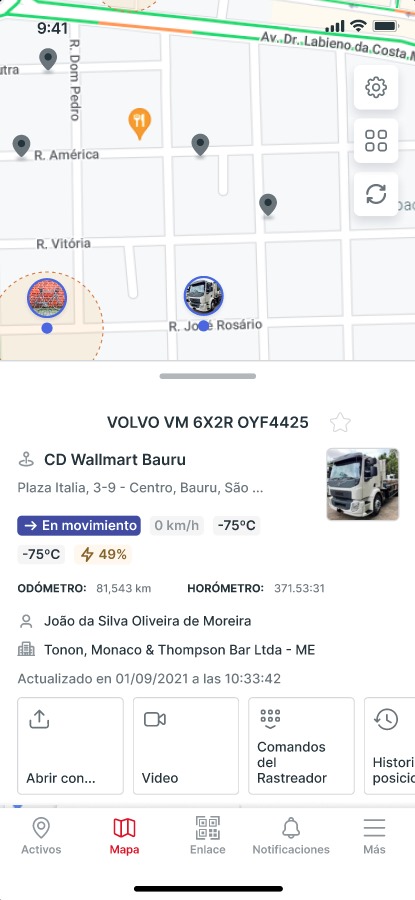 9:41
Av. Dr. Labieno da Costa M
utra
R. Dom Pedro
R. América
R. Vitória
R. José Rosário
VOLVO VM 6X2R OYF4425
CD Wallmart Bauru
Plaza Italia, 3-9 - Centro, Bauru, São ...
En movimiento 0 km/h -75ºC
-75ºC 49%
ODÓMETRO: 81,543 km HORÓMETRO: 371.53:31
João da Silva Oliveira de Moreira
Tonon, Monaco & Thompson Bar Ltda - ME
Actualizado en 01/09/2021 a las 10:33:42
Abrir con...
Video
Comandos
del
Rastreador
Histori
posicio
Activos
Mapa
Enlace
Notificaciones
Más